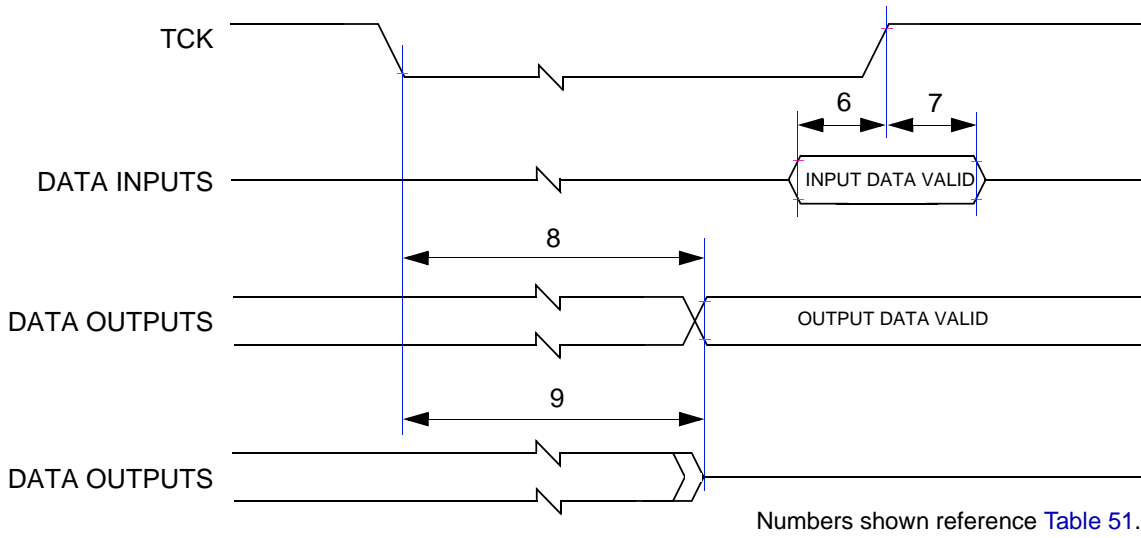 TCK
6 7
DATA INPUTS
INPUT DATA VALID
8
DATA OUTPUTS
OUTPUT DATA VALID
9
DATA OUTPUTS
Numbers shown reference Table 51.